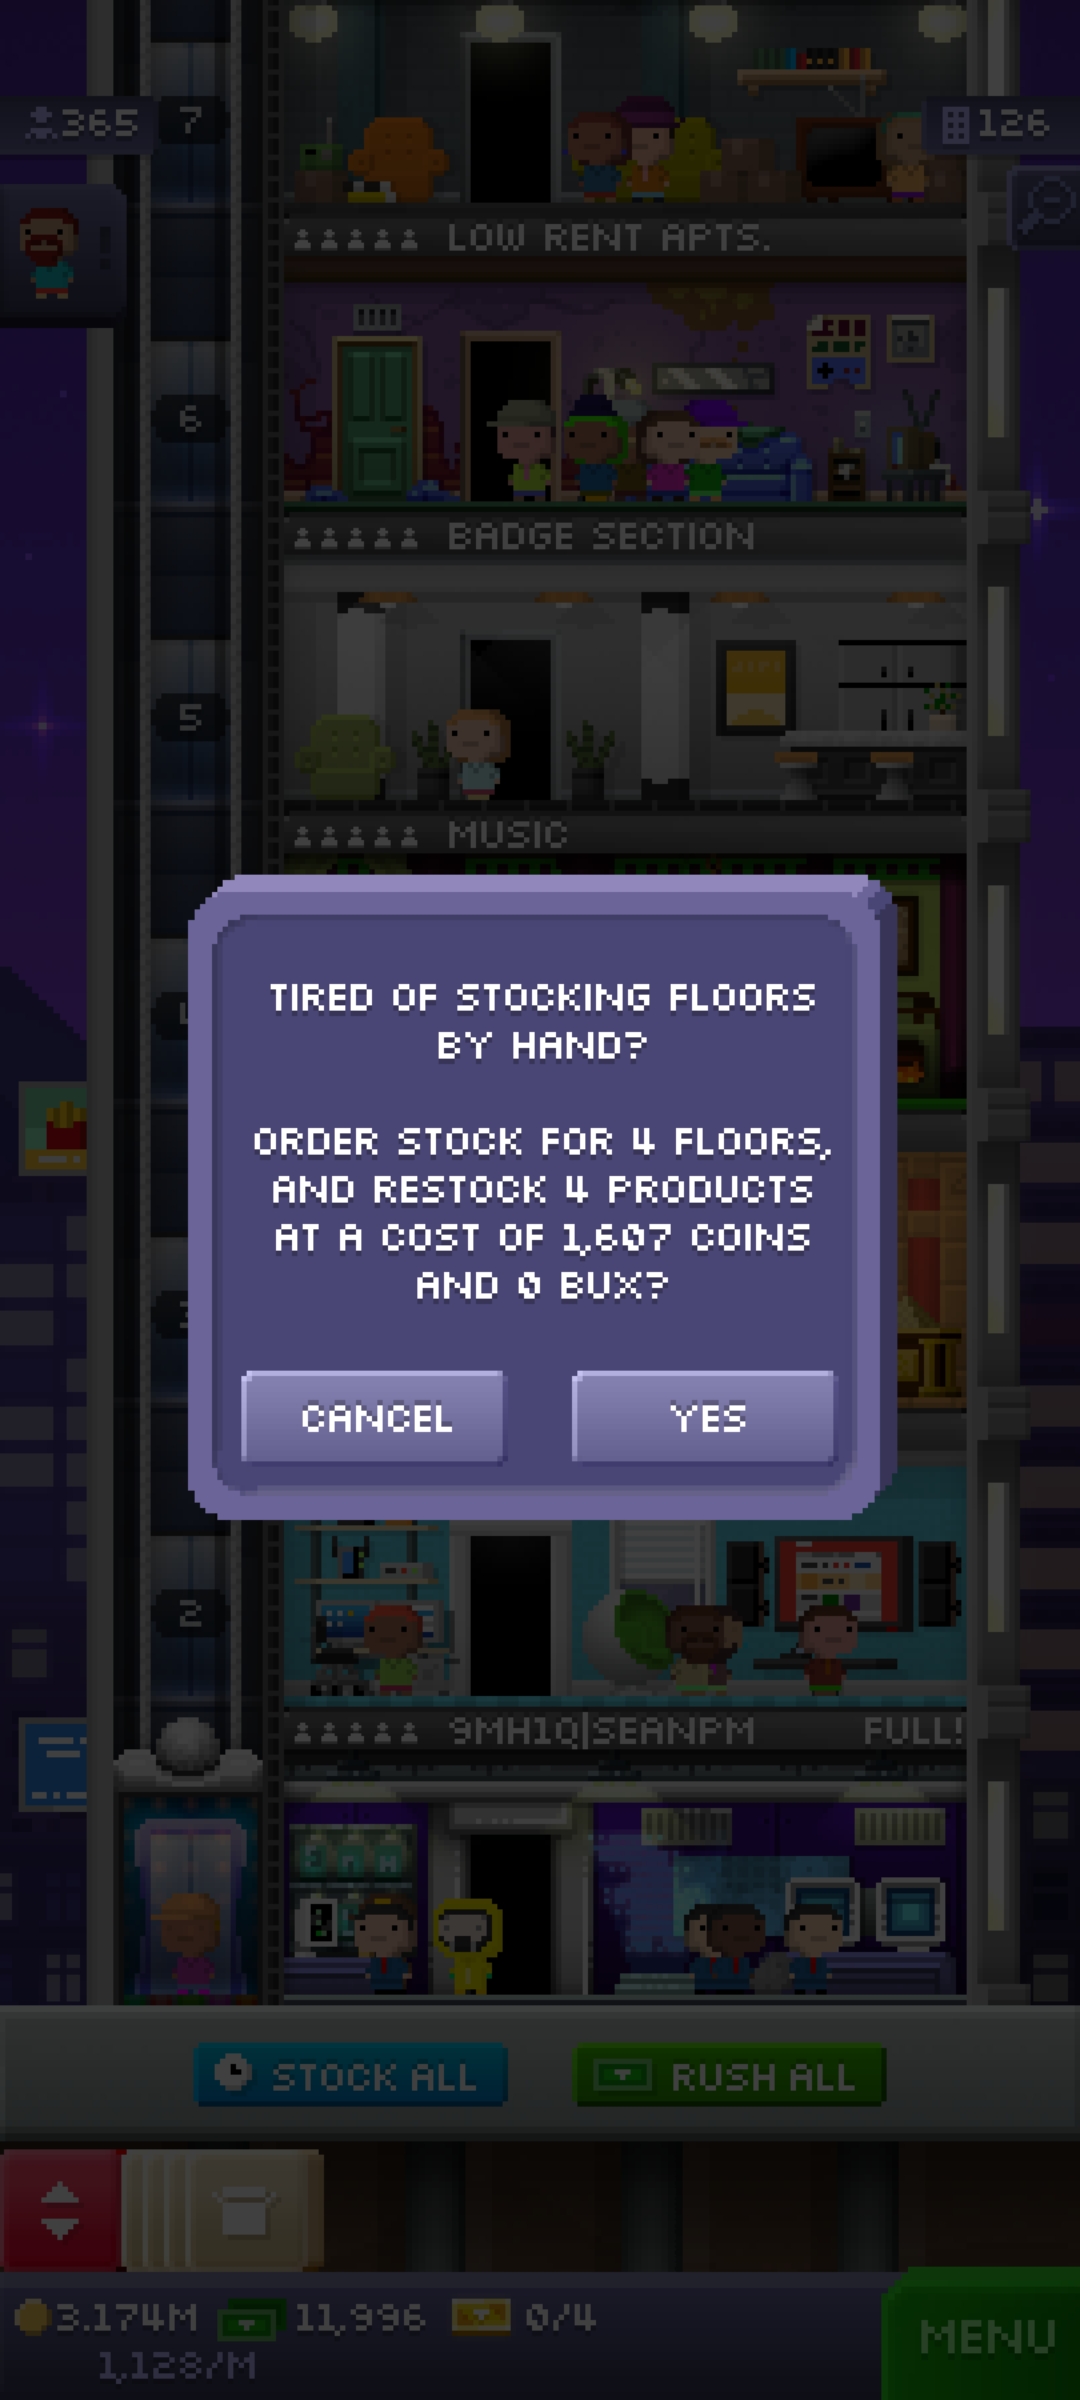 365
7
126
LOW RENT APTS.
6
BADGE SECTION
5
MUSIC
TIRED OF STOCKING FLOORS
BY HAND?
ORDER STOCK FOR 4 FLOORS,
AND RESTOCK 4 PRODUCTS
AT A COST OF 1,607 COINS
AND 0 BUX?
CANCEL
YES
2
9MH1Q|SEANPM
FULL!
STOCK ALL
RUSH ALL
3.174M
11,996
0/4
1,128/M
MENU